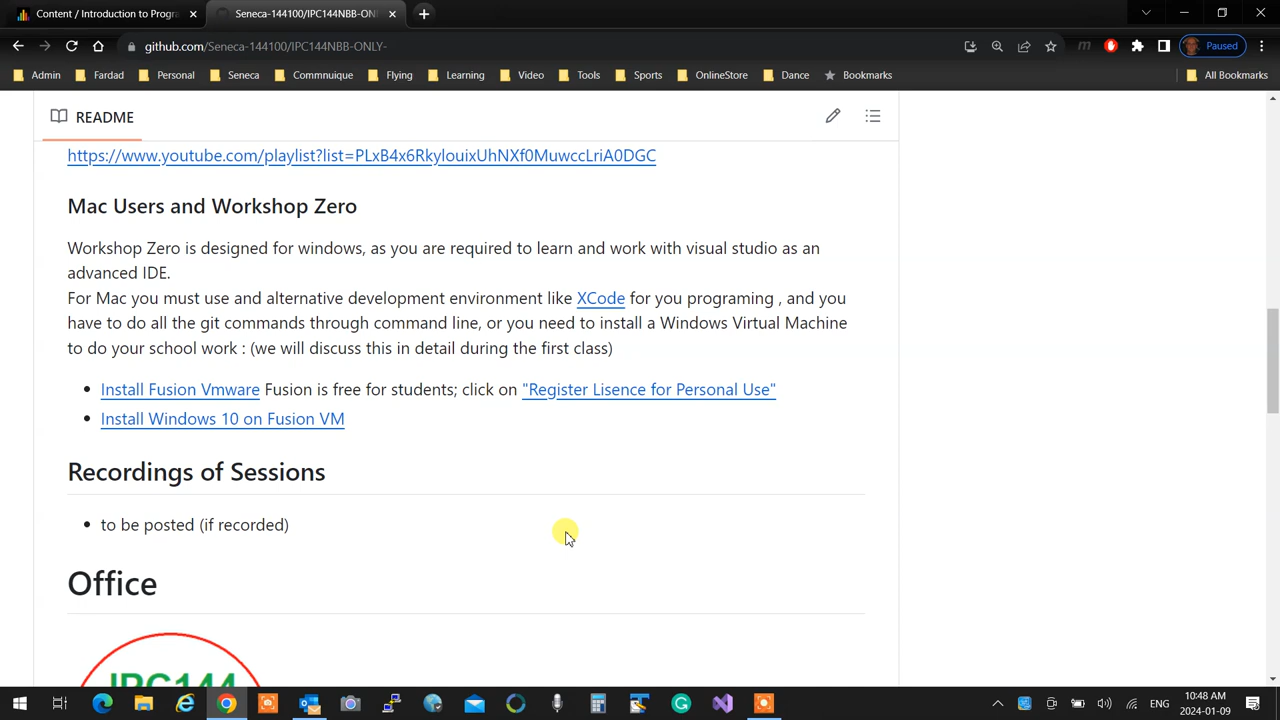 Content / Introduction to Progra
Seneca-144100/IPC144NBB-ONL
github.com/Seneca-144100/IPC144NBB-ONLY-
Paused
Admin
Fardad
Personal
Seneca
Commnuique
Flying
Learning
Video
Tools
Sports
OnlineStore
Dance
Bookmarks
All Bookmarks
README
https://www.youtube.com/playlist?list=PLxB4x6RkylouixUhNXf0MuwccLriA0DGC
Mac Users and Workshop Zero
Workshop Zero is designed for windows, as you are required to learn and work with visual studio as an
advanced IDE.
For Mac you must use and alternative development environment like XCode for you programing , and you
have to do all the git commands through command line, or you need to install a Windows Virtual Machine
to do your school work : (we will discuss this in detail during the first class)
• Install Fusion Vmware Fusion is free for students; click on "Register Lisence for Personal Use"
• Install Windows 10 on Fusion VM
Recordings of Sessions
• to be posted (if recorded)
Office
IPC144
ENG
10:48 AM
2024-01-09